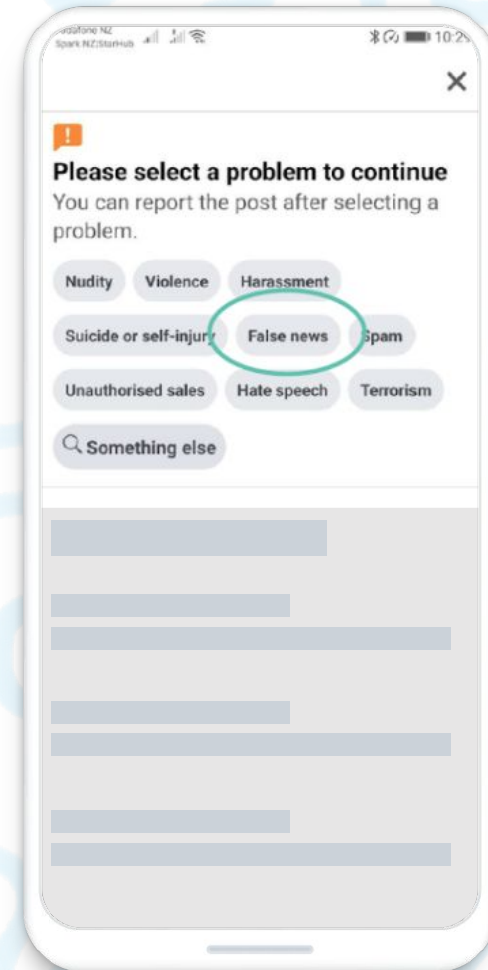 Vodafone NZ
Spark NZ;StarHub
10:29
Please select a problem to continue
You can report the post after selecting a
problem.
Nudity Violence Harassment
Suicide or self-injury False news Spam
Unauthorised sales Hate speech Terrorism
Something else